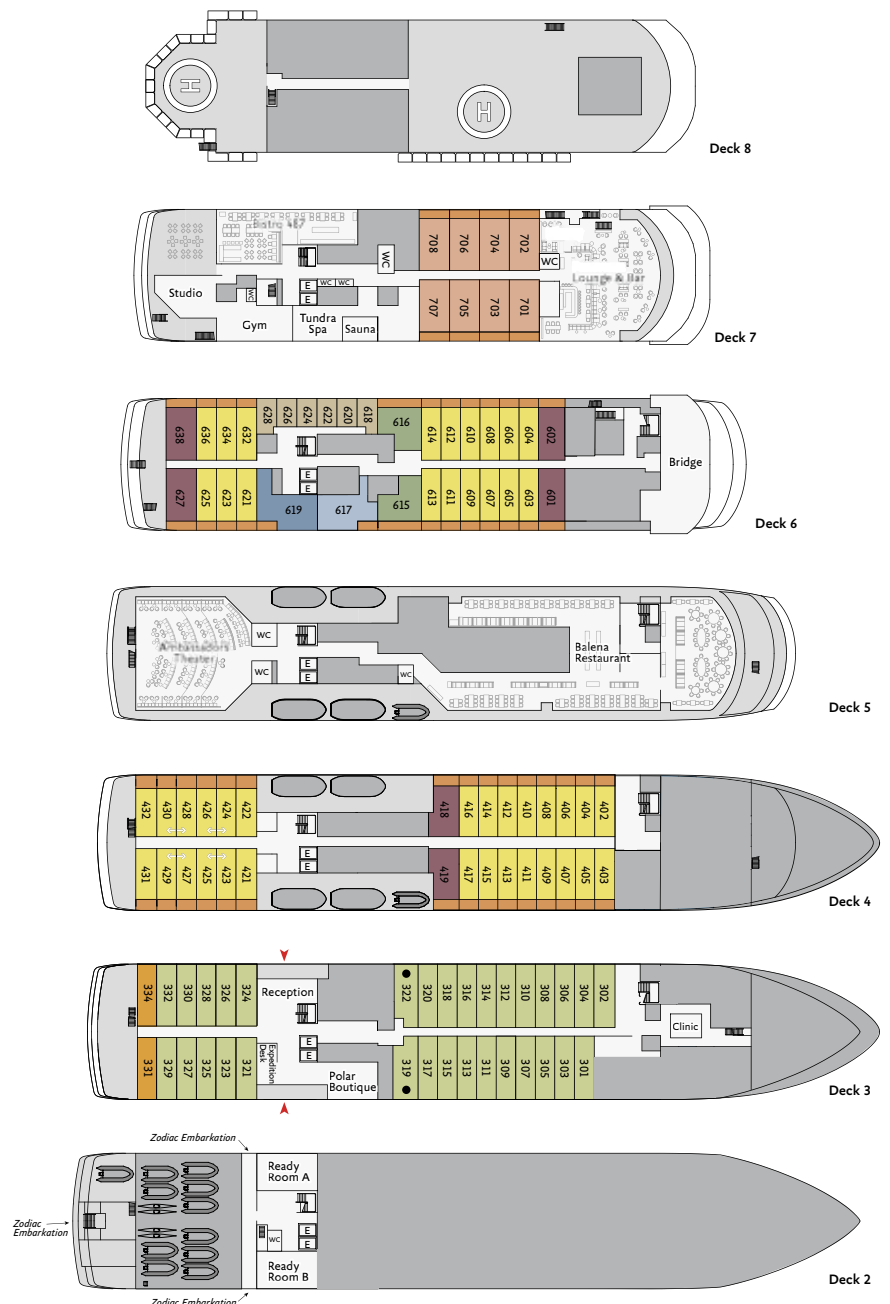 H
H
Deck 8
Bistro 487
708
706
704
702
WC
WC
Lounge & Bar
Studio
WC
E
E
WC
WC
707
705
703
701
Gym
Tundra
Spa
Sauna
Deck 7
638
636
634
632
628
626
624
622
620
618
616
614
612
610
608
606
604
602
Bridge
E
E
627
625
623
621
619
617
615
613
611
609
607
605
603
601
Deck 6
Ambassadors
Theater
WC
WC
E
E
WC
Balena
Restaurant
Deck 5
432
430
428
426
424
422
418
416
414
412
410
408
406
404
402
E
E
431
429
427
425
423
421
419
417
415
413
411
409
407
405
403
Deck 4
334
332
330
328
326
324
Reception
322
320
318
316
314
312
310
308
306
304
302
Clinic
E
E
331
329
327
325
323
321
Expedition
Desk
Polar
Boutique
319
317
315
313
311
309
307
305
303
301
Deck 3
Zodiac Embarkation
Ready
Room A
Zodiac
Embarkation
E
E
WC
Ready
Room B
Deck 2
Zodiac Embarkation